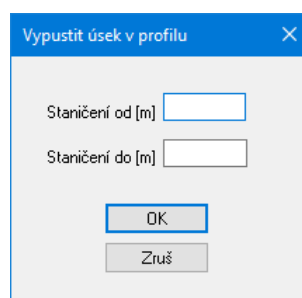 Vypustit úsek v profilu
Staničení od [m]
Staničení do [m]
OK
Zruš